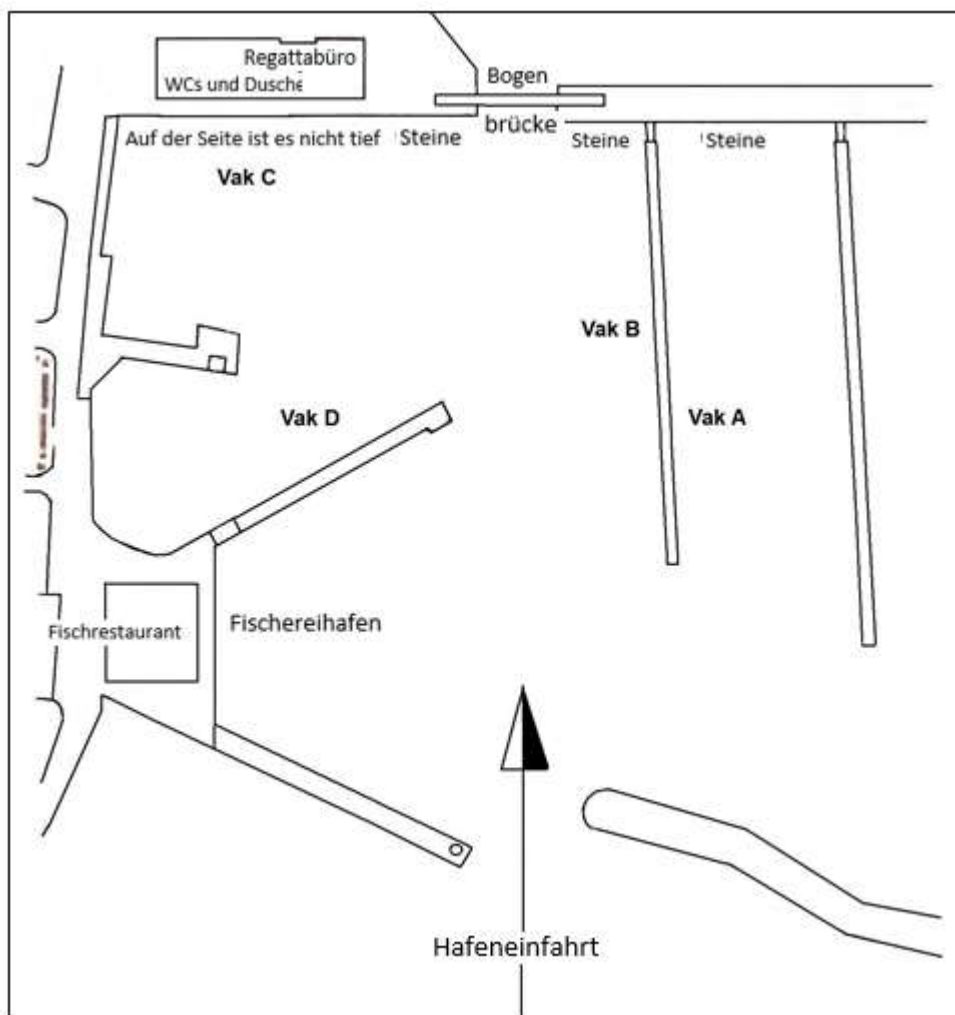 Regattabüro
WCs und Dusche
Bogen
brücke
Auf der Seite ist es nicht tief
Steine
Steine
Steine
Vak C
Vak B
Vak D
Vak A
Fischereihafen
Fischrestaurant
Hafeneinfahrt